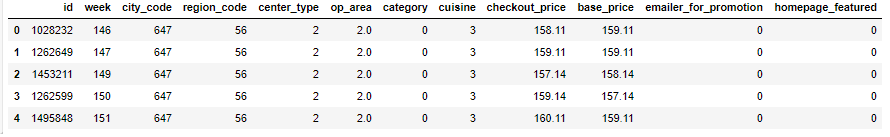 id week city_code region_code center_type op_area category cuisine checkout_price base_price emailer_for_promotion homepage_featured
0 1028232 146 647 56 2 2.0 0 3 158.11 159.11 0 0
1 1262649 147 647 56 2 2.0 0 3 159.11 159.11 0 0
2 1453211 149 647 56 2 2.0 0 3 157.14 158.14 0 0
3 1262599 150 647 56 2 2.0 0 3 159.14 157.14 0 0
4 1495848 151 647 56 2 2.0 0 3 160.11 159.11 0 0